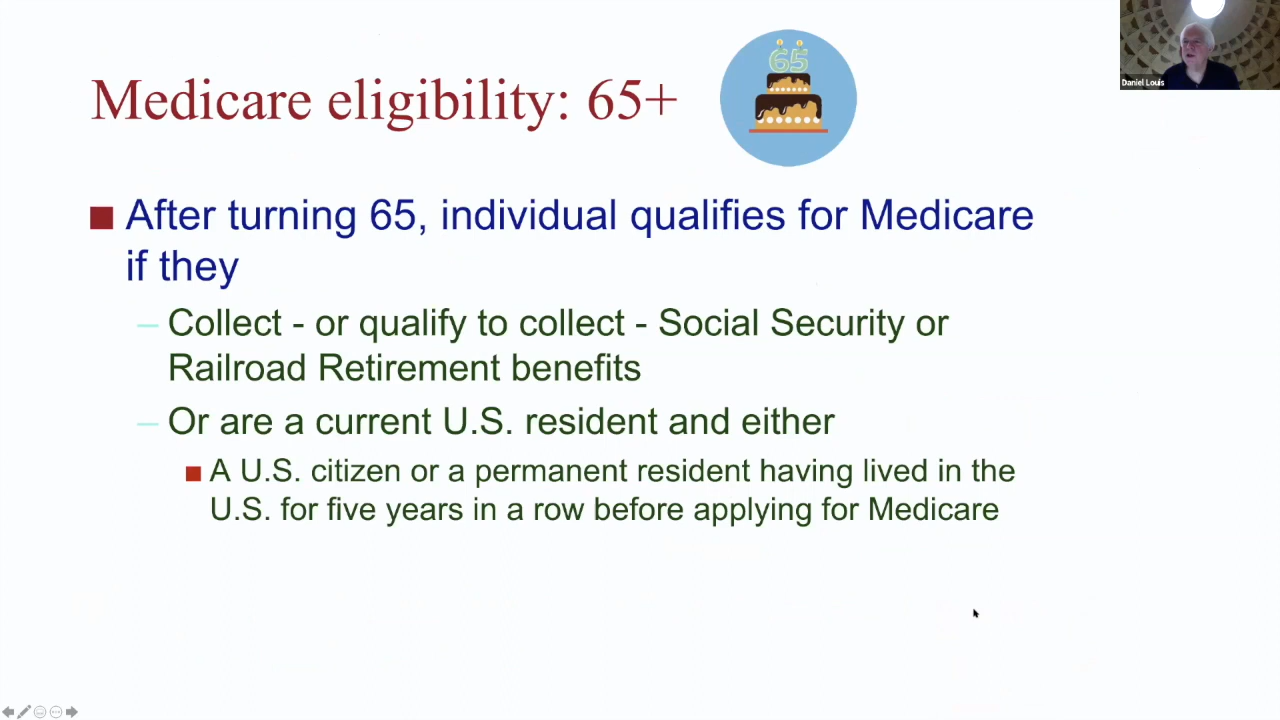 Medicare eligibility: 65+
65
Daniel Louis
After turning 65, individual qualifies for Medicare
if they
– Collect - or qualify to collect - Social Security or
Railroad Retirement benefits
– Or are a current U.S. resident and either
A U.S. citizen or a permanent resident having lived in the
U.S. for five years in a row before applying for Medicare